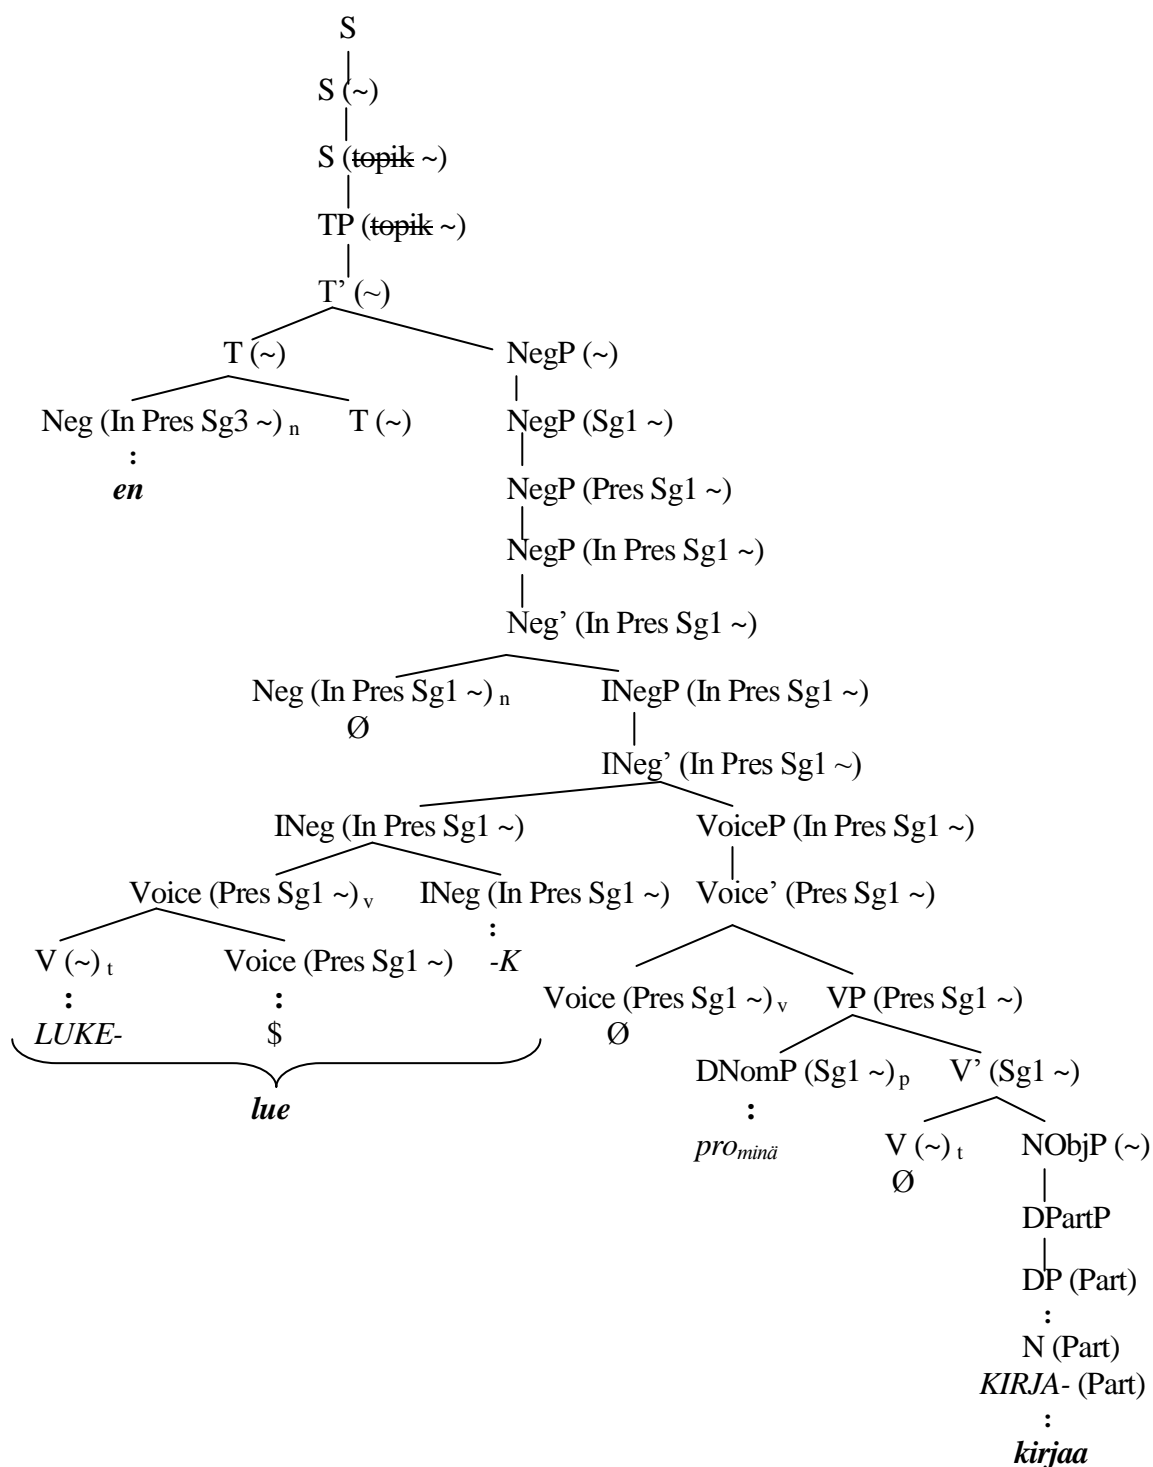 S
S (~)
S (topik ~)
TP (topik ~)
T’ (~)
T (~) NegP (~)
Neg (In Pres Sg3 ~) n T (~) NegP (Sg1 ~)
:
en NegP (Pres Sg1 ~)
NegP (In Pres Sg1 ~)
Neg’ (In Pres Sg1 ~)
Neg (In Pres Sg1 ~) n INegP (In Pres Sg1 ~)
Ø
INeg’ (In Pres Sg1 ~)
INeg (In Pres Sg1 ~) VoiceP (In Pres Sg1 ~)
Voice (Pres Sg1 ~) v INeg (In Pres Sg1 ~) Voice’ (Pres Sg1 ~)
:
V (~) t Voice (Pres Sg1 ~) -K
: : Voice (Pres Sg1 ~) v VP (Pres Sg1 ~)
LUKE- $ Ø
DNomP (Sg1 ~) p V’ (Sg1 ~)
lue :
pro minä V (~) t NObjP (~)
Ø
DPartP
DP (Part)
:
N (Part)
KIRJA- (Part)
:
kirjaa